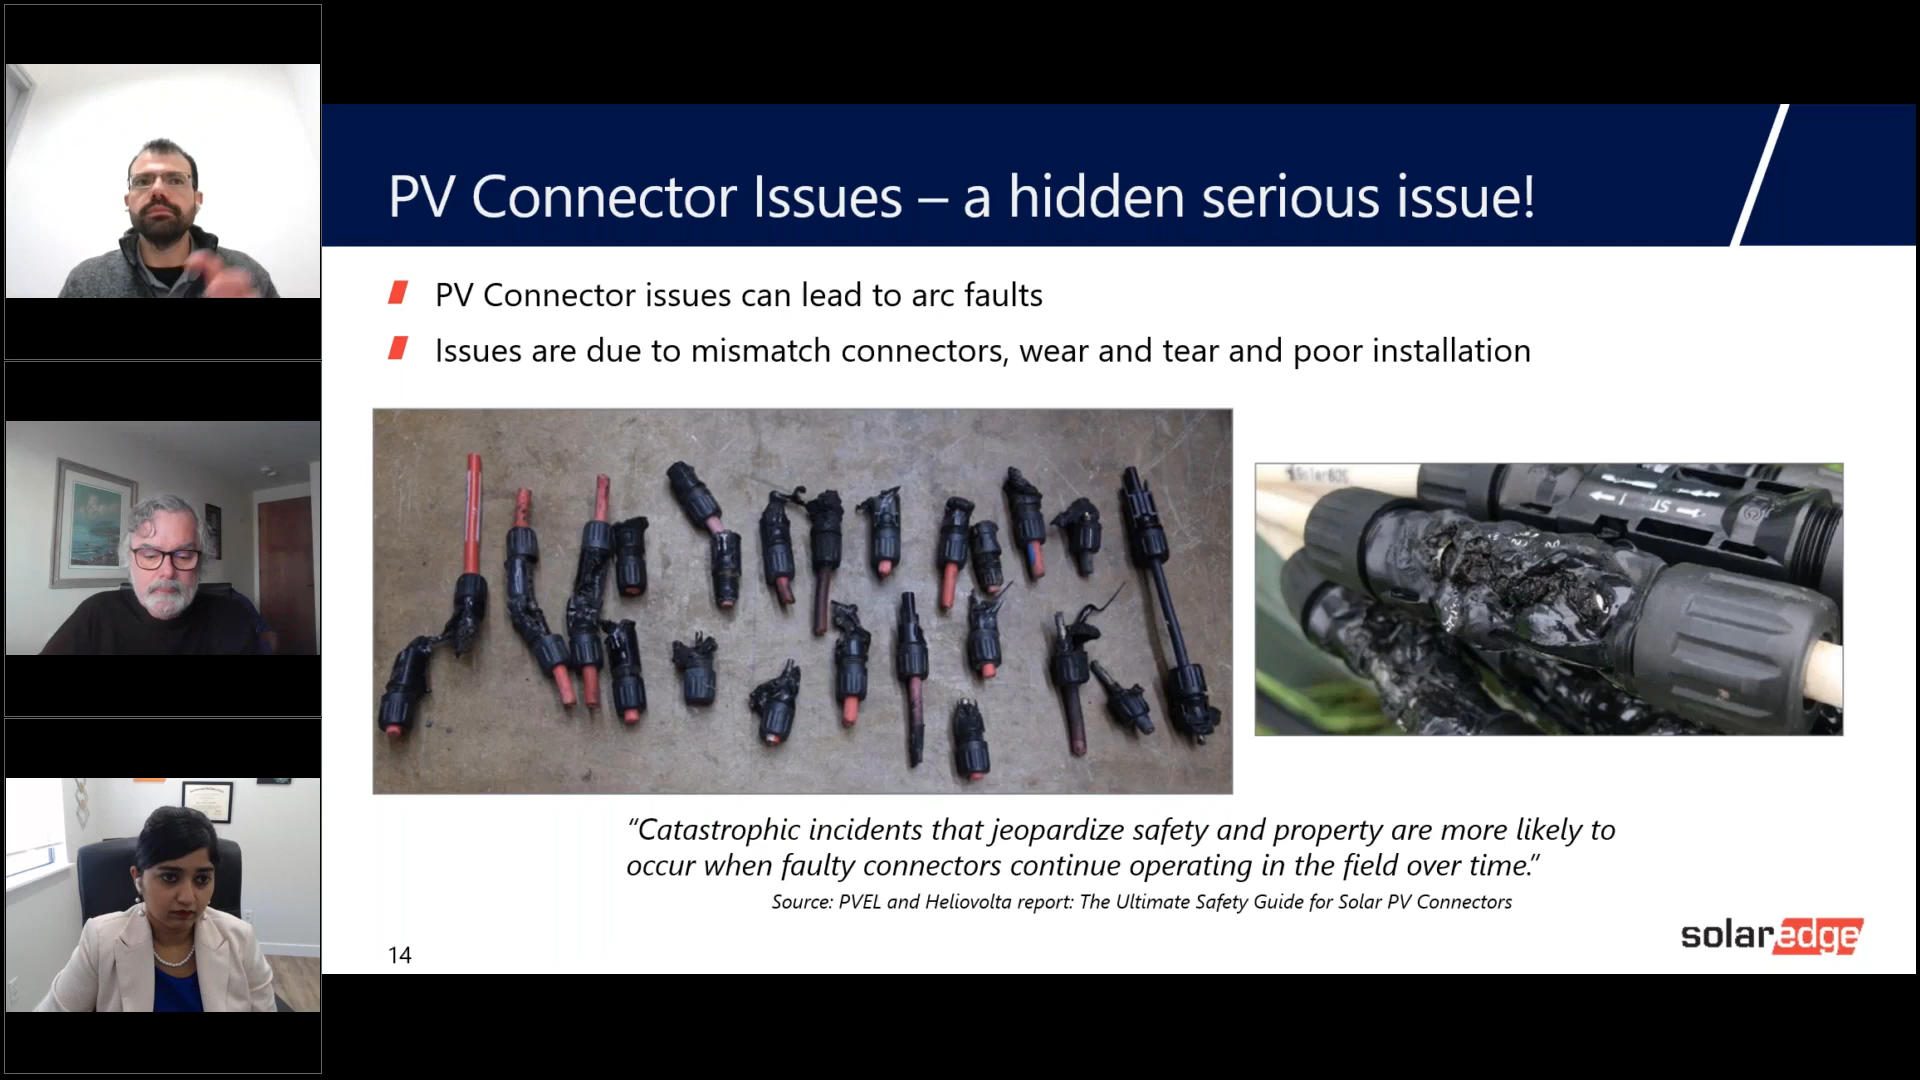 PV Connector Issues – a hidden serious issue!
PV Connector issues can lead to arc faults
Issues are due to mismatch connectors, wear and tear and poor installation
“Catastrophic incidents that jeopardize safety and property are more likely to
occur when faulty connectors continue operating in the field over time.”
Source: PVEL and Heliovolta report: The Ultimate Safety Guide for Solar PV Connectors
14
solaredge